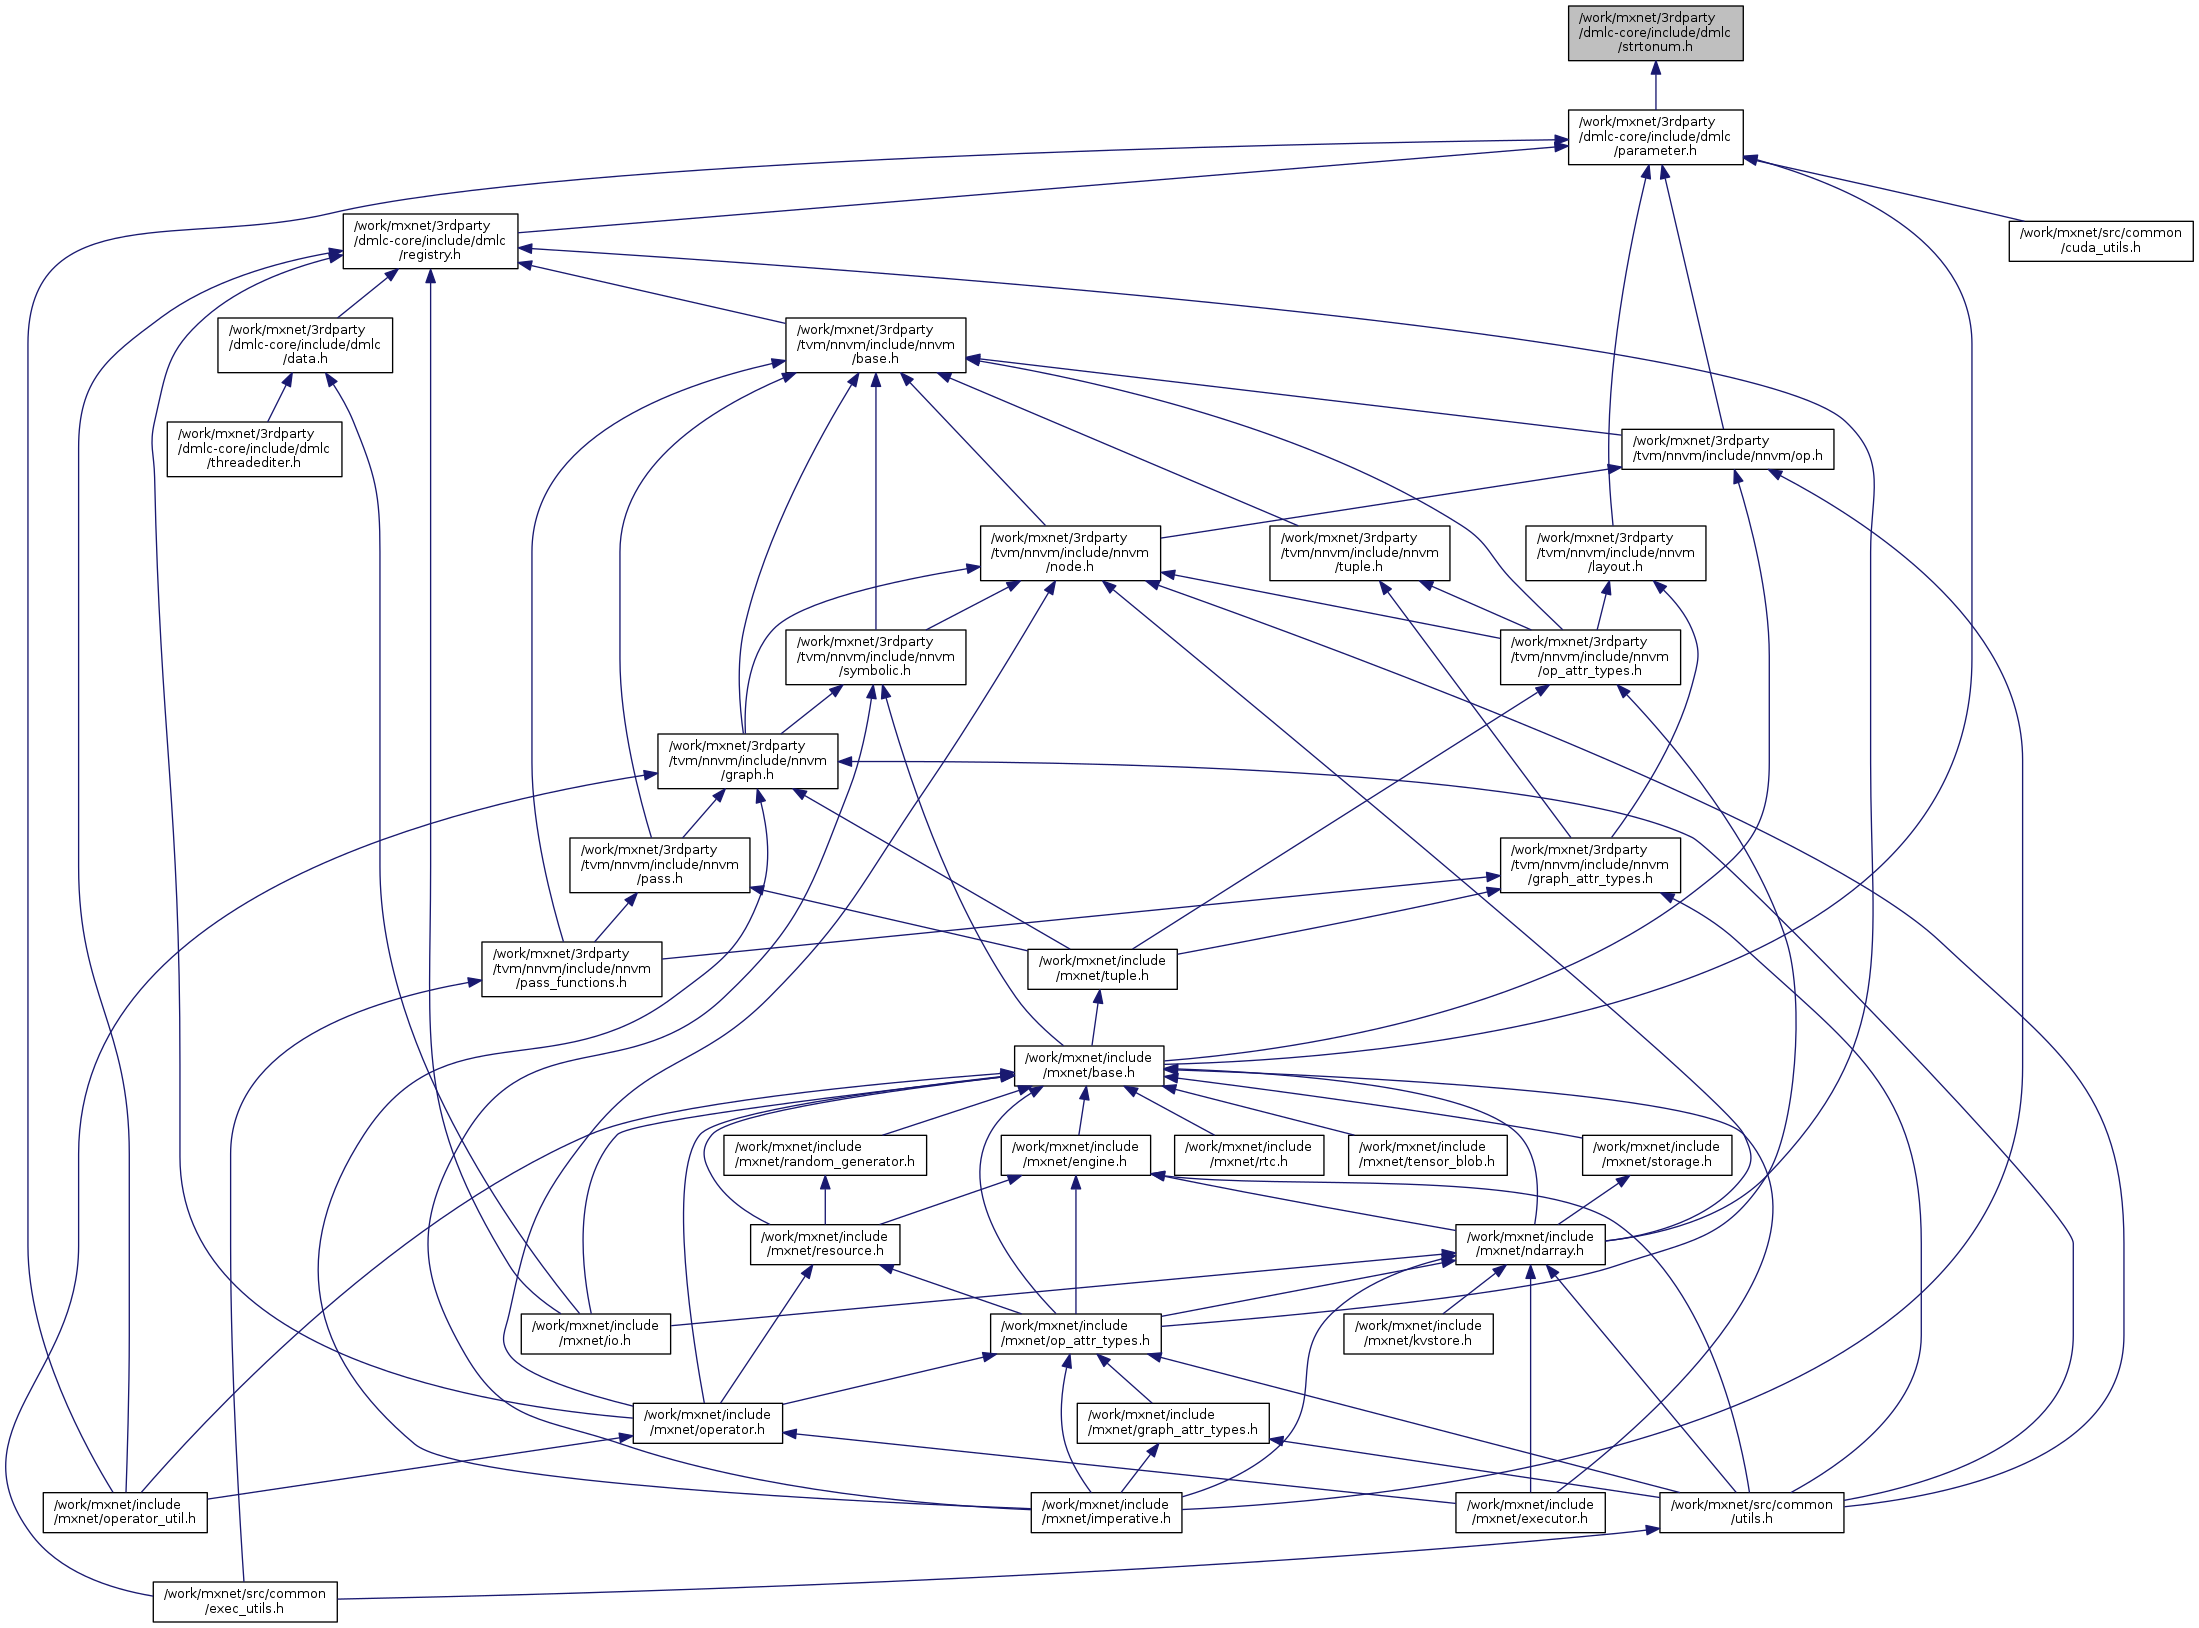 /work/mxnet/3rdparty
/dmlc-core/include/dmlc
/strtonum.h
/work/mxnet/3rdparty
/dmlc-core/include/dmlc
/parameter.h
/work/mxnet/3rdparty
/dmlc-core/include/dmlc
/registry.h
/work/mxnet/src/common
/cuda_utils.h
/work/mxnet/3rdparty
/dmlc-core/include/dmlc
/data.h
/work/mxnet/3rdparty
/tvm/nnvm/include/nnvm
/base.h
/work/mxnet/3rdparty
/dmlc-core/include/dmlc
/threadediter.h
/work/mxnet/3rdparty
/tvm/nnvm/include/nnvm/op.h
/work/mxnet/3rdparty
/tvm/nnvm/include/nnvm
/node.h
/work/mxnet/3rdparty
/tvm/nnvm/include/nnvm
/tuple.h
/work/mxnet/3rdparty
/tvm/nnvm/include/nnvm
/layout.h
/work/mxnet/3rdparty
/tvm/nnvm/include/nnvm
/symbolic.h
/work/mxnet/3rdparty
/tvm/nnvm/include/nnvm
/op_attr_types.h
/work/mxnet/3rdparty
/tvm/nnvm/include/nnvm
/graph.h
/work/mxnet/3rdparty
/tvm/nnvm/include/nnvm
/pass.h
/work/mxnet/3rdparty
/tvm/nnvm/include/nnvm
/graph_attr_types.h
/work/mxnet/3rdparty
/tvm/nnvm/include/nnvm
/pass_functions.h
/work/mxnet/include
/mxnet/tuple.h
/work/mxnet/include
/mxnet/base.h
/work/mxnet/include
/mxnet/random_generator.h
/work/mxnet/include
/mxnet/engine.h
/work/mxnet/include
/mxnet/rtc.h
/work/mxnet/include
/mxnet/tensor_blob.h
/work/mxnet/include
/mxnet/storage.h
/work/mxnet/include
/mxnet/resource.h
/work/mxnet/include
/mxnet/ndarray.h
/work/mxnet/include
/mxnet/io.h
/work/mxnet/include
/mxnet/op_attr_types.h
/work/mxnet/include
/mxnet/kvstore.h
/work/mxnet/include
/mxnet/operator.h
/work/mxnet/include
/mxnet/graph_attr_types.h
/work/mxnet/include
/mxnet/operator_util.h
/work/mxnet/include
/mxnet/imperative.h
/work/mxnet/include
/mxnet/executor.h
/work/mxnet/src/common
/utils.h
/work/mxnet/src/common
/exec_utils.h